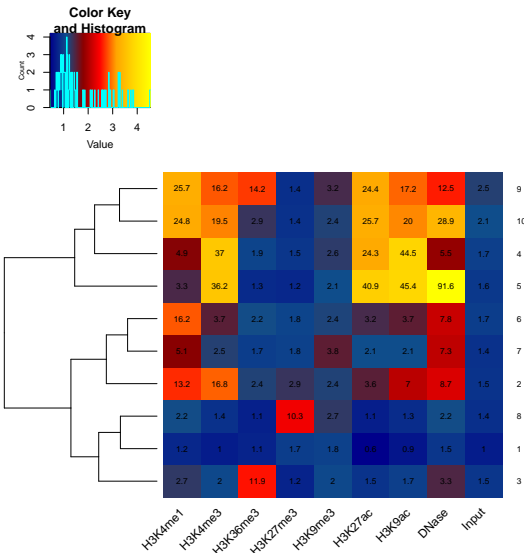 Color Key
and Histogram
Count
0 1 2 3 4
1 2 3 4
Value
25.7 16.2 14.2 1.4 3.2 24.4 17.2 12.5 2.5 9
24.8 19.5 2.9 1.4 2.4 25.7 20 28.9 2.1 10
4.9 37 1.9 1.5 2.6 24.3 44.5 5.5 1.7 4
3.3 36.2 1.3 1.2 2.1 40.9 45.4 91.6 1.6 5
16.2 3.7 2.2 1.8 2.4 3.2 3.7 7.8 1.7 6
5.1 2.5 1.7 1.8 3.8 2.1 2.1 7.3 1.4 7
13.2 16.8 2.4 2.9 2.4 3.6 7 8.7 1.5 2
2.2 1.4 1.1 10.3 2.7 1.1 1.3 2.2 1.4 8
1.2 1 1.1 1.7 1.8 0.6 0.9 1.5 1 1
2.7 2 11.9 1.2 2 1.5 1.7 3.3 1.5 3
H3K4me1 H3K4me3 H3K36me3 H3K27me3 H3K9me3 H3K27ac H3K9ac DNase Input